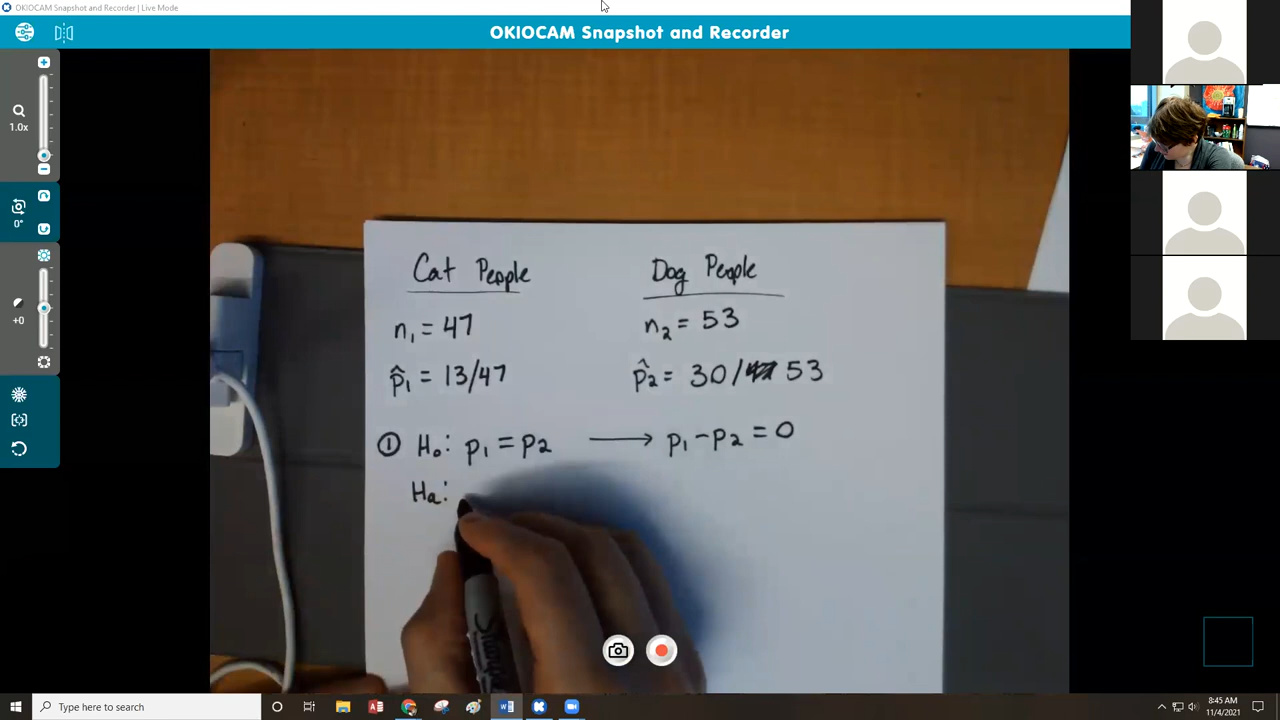 OKIOCAM Snapshot and Recorder | Live Mode
OKIOCAM Snapshot and Recorder
1.0x
0°
+0
Cat People
Dog People
n₁ = 47
n₂ = 53
p̂₁ = 13/47
p̂₂ = 30/ 53
① H₀: p₁ = p₂ → p₁ - p₂ = 0
Hₐ:
Type here to search
8:45 AM
11/4/2021